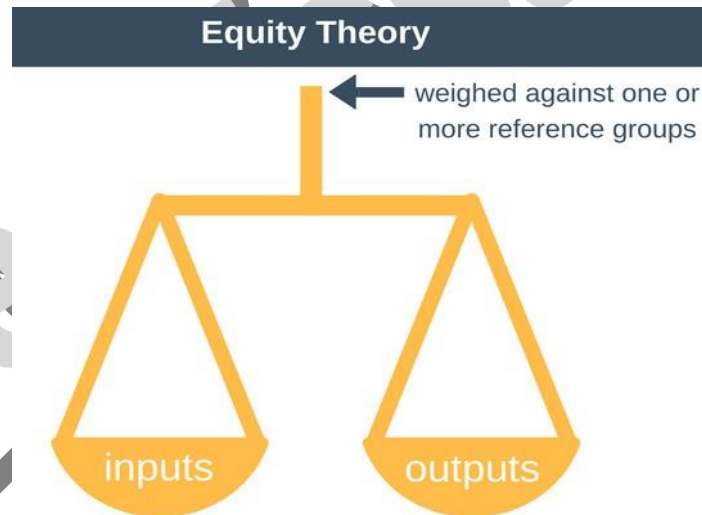 Equity Theory
weighed against one or
more reference groups
inputs
outputs